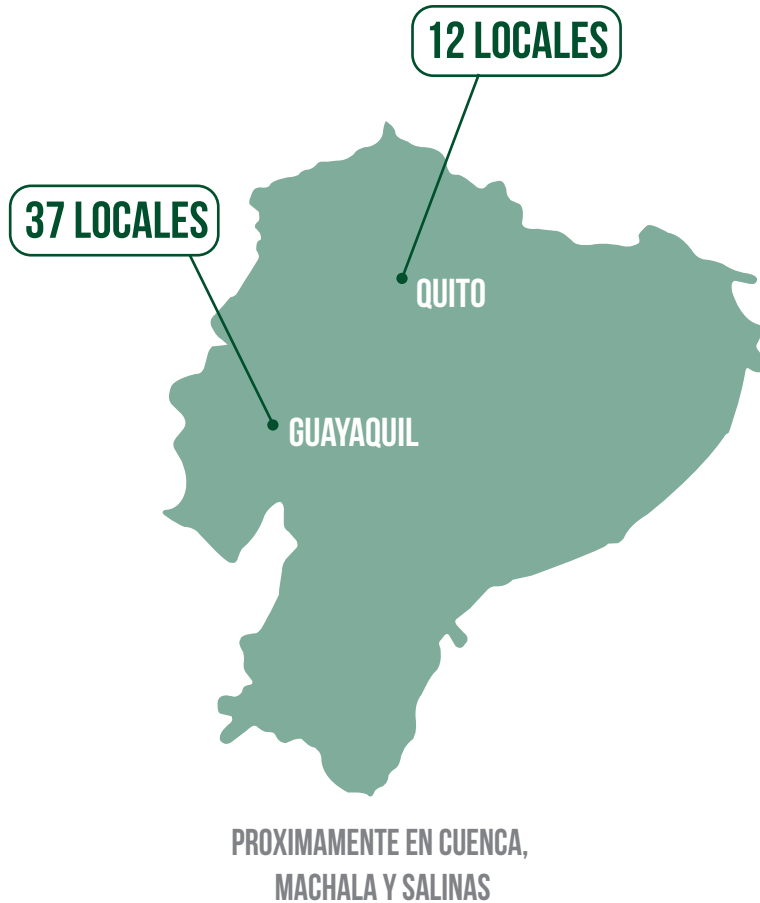 12 LOCALES
37 LOCALES
QUITO
GUAYAQUIL
PROXIMAMENTE EN CUENCA,
MACHALA Y SALINAS